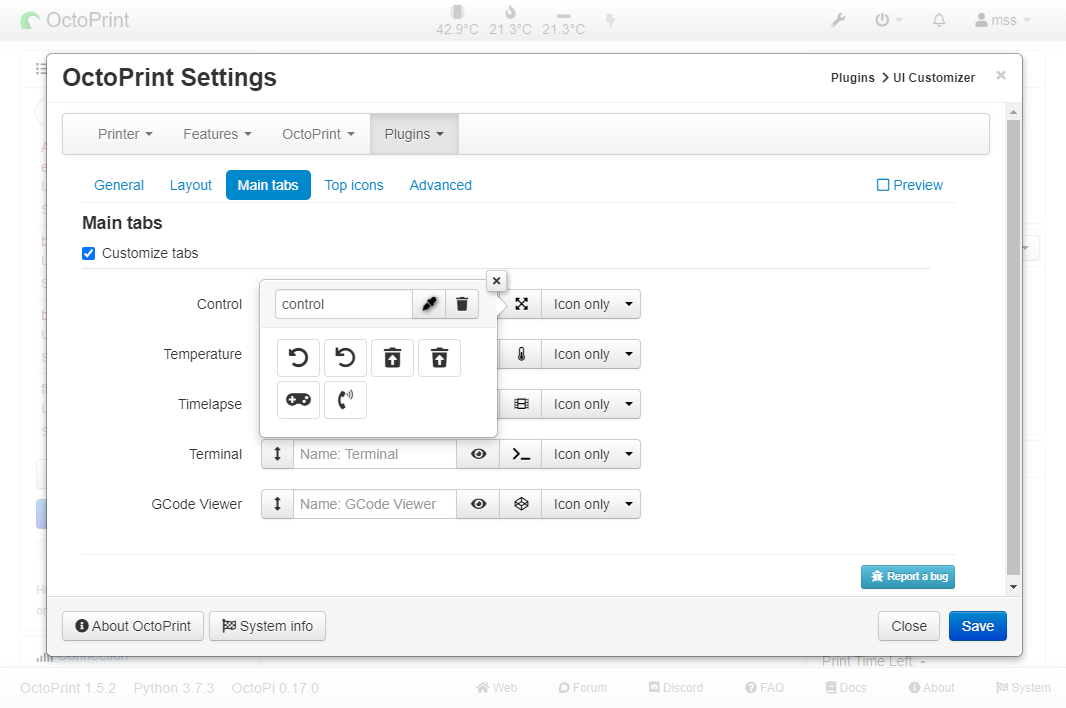 OctoPrint
42.9°C 21.3°C 21.3°C
mss
OctoPrint Settings
Plugins > UI Customizer
×
Printer Features OctoPrint Plugins
General Layout Main tabs Top icons Advanced Preview
Main tabs
Customize tabs
×
Control control Icon only
Temperature Icon only
Timelapse Icon only
Terminal Name: Terminal Icon only
GCode Viewer Name: GCode Viewer Icon only
Report a bug
About OctoPrint System info Close Save
Connection Print Time Left: -
OctoPrint 1.5.2 Python 3.7.3 OctoPi 0.17.0 Web Forum Discord FAQ Docs About System